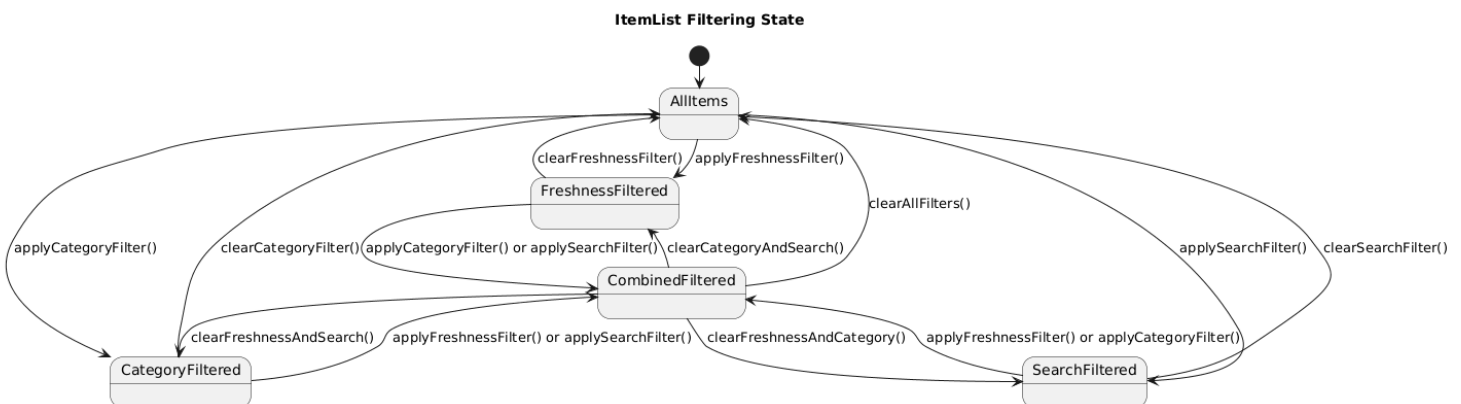 ItemList Filtering State
AllItems
clearFreshnessFilter()
applyFreshnessFilter()
FreshnessFiltered
clearAllFilters()
applyCategoryFilter()
clearCategoryFilter()
applyCategoryFilter() or applySearchFilter()
clearCategoryAndSearch()
applySearchFilter()
clearSearchFilter()
CombinedFiltered
clearFreshnessAndSearch()
applyFreshnessFilter() or applySearchFilter()
clearFreshnessAndCategory()
applyFreshnessFilter() or applyCategoryFilter()
CategoryFiltered
SearchFiltered